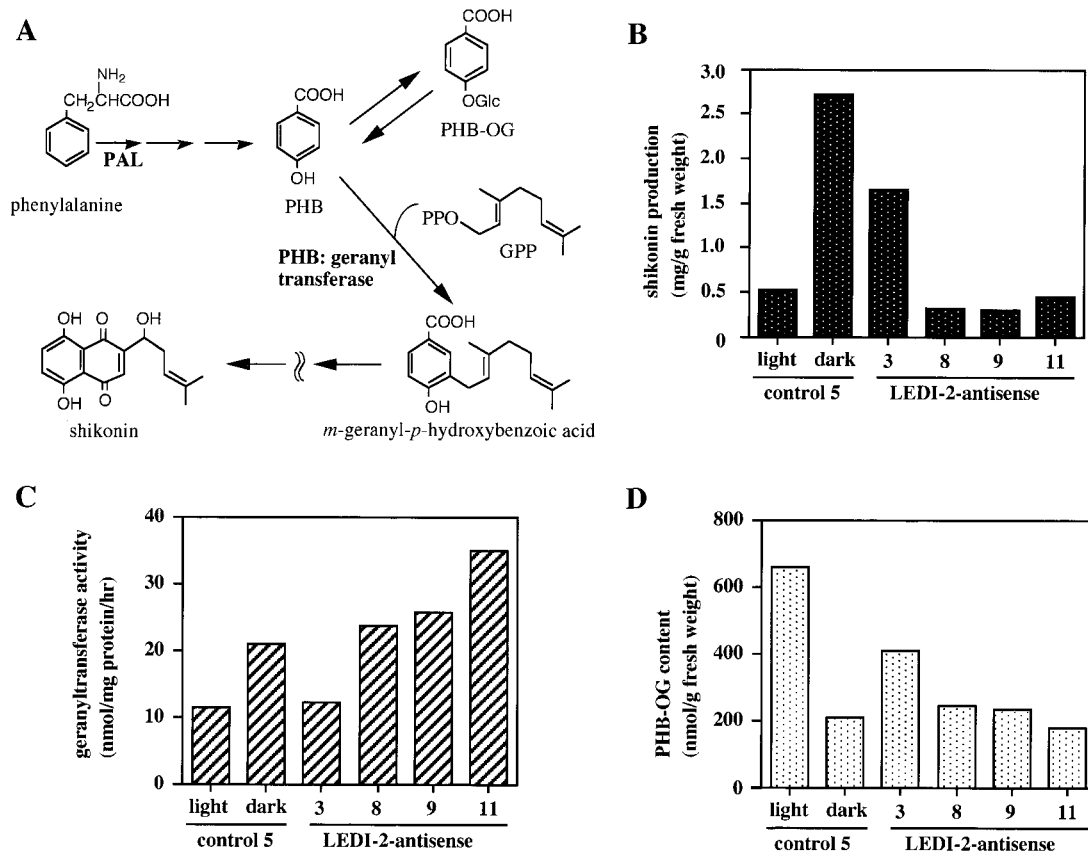 A
NH2
CH2CHCOOH
PAL
phenylalanine
COOH
OH
PHB
COOH
OGlc
PHB-OG
PPO
GPP
PHB: geranyl
transferase
COOH
OH
m-geranyl-p-hydroxybenzoic acid
OH
O
OH
OH
O
shikonin
B
shikonin production
(mg/g fresh weight)
3.0
2.5
2.0
1.5
1.0
0.5
0
light
dark
3
8
9
11
control 5
LEDI-2-antisense
C
geranyltransferase activity
(nmol/mg protein/hr)
40
30
20
10
0
light
dark
3
8
9
11
control 5
LEDI-2-antisense
D
PHB-OG content
(nmol/g fresh weight)
800
600
400
200
0
light
dark
3
8
9
11
control 5
LEDI-2-antisense